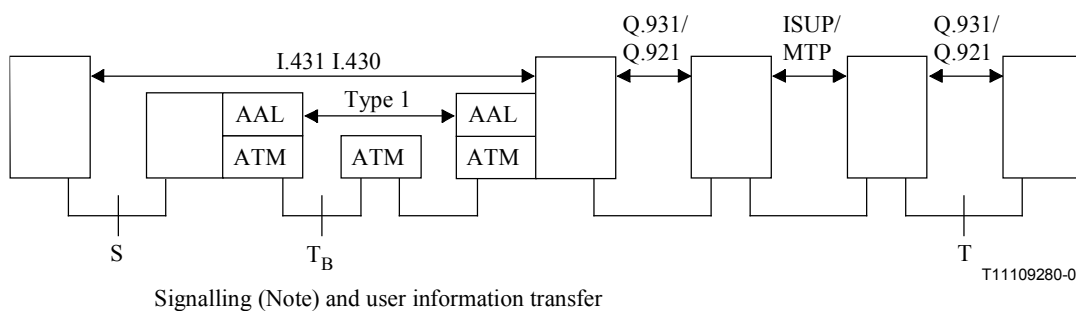 Q.931/
Q.921
ISUP/
MTP
Q.931/
Q.921
I.431 I.430
Type 1
AAL
AAL
ATM
ATM
ATM
S
TB
T
T11109280-0
Signalling (Note) and user information transfer